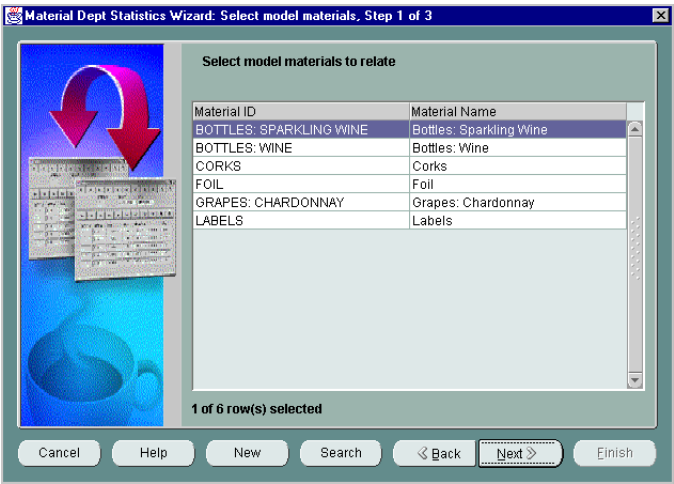 Material Dept Statistics Wizard: Select model materials, Step 1 of 3
Select model materials to relate
Material ID Material Name
BOTTLES: SPARKLING WINE Bottles: Sparkling Wine
BOTTLES: WINE Bottles: Wine
CORKS Corks
FOIL Foil
GRAPES: CHARDONNAY Grapes: Chardonnay
LABELS Labels
1 of 6 row(s) selected
Cancel Help New Search Back Next Finish